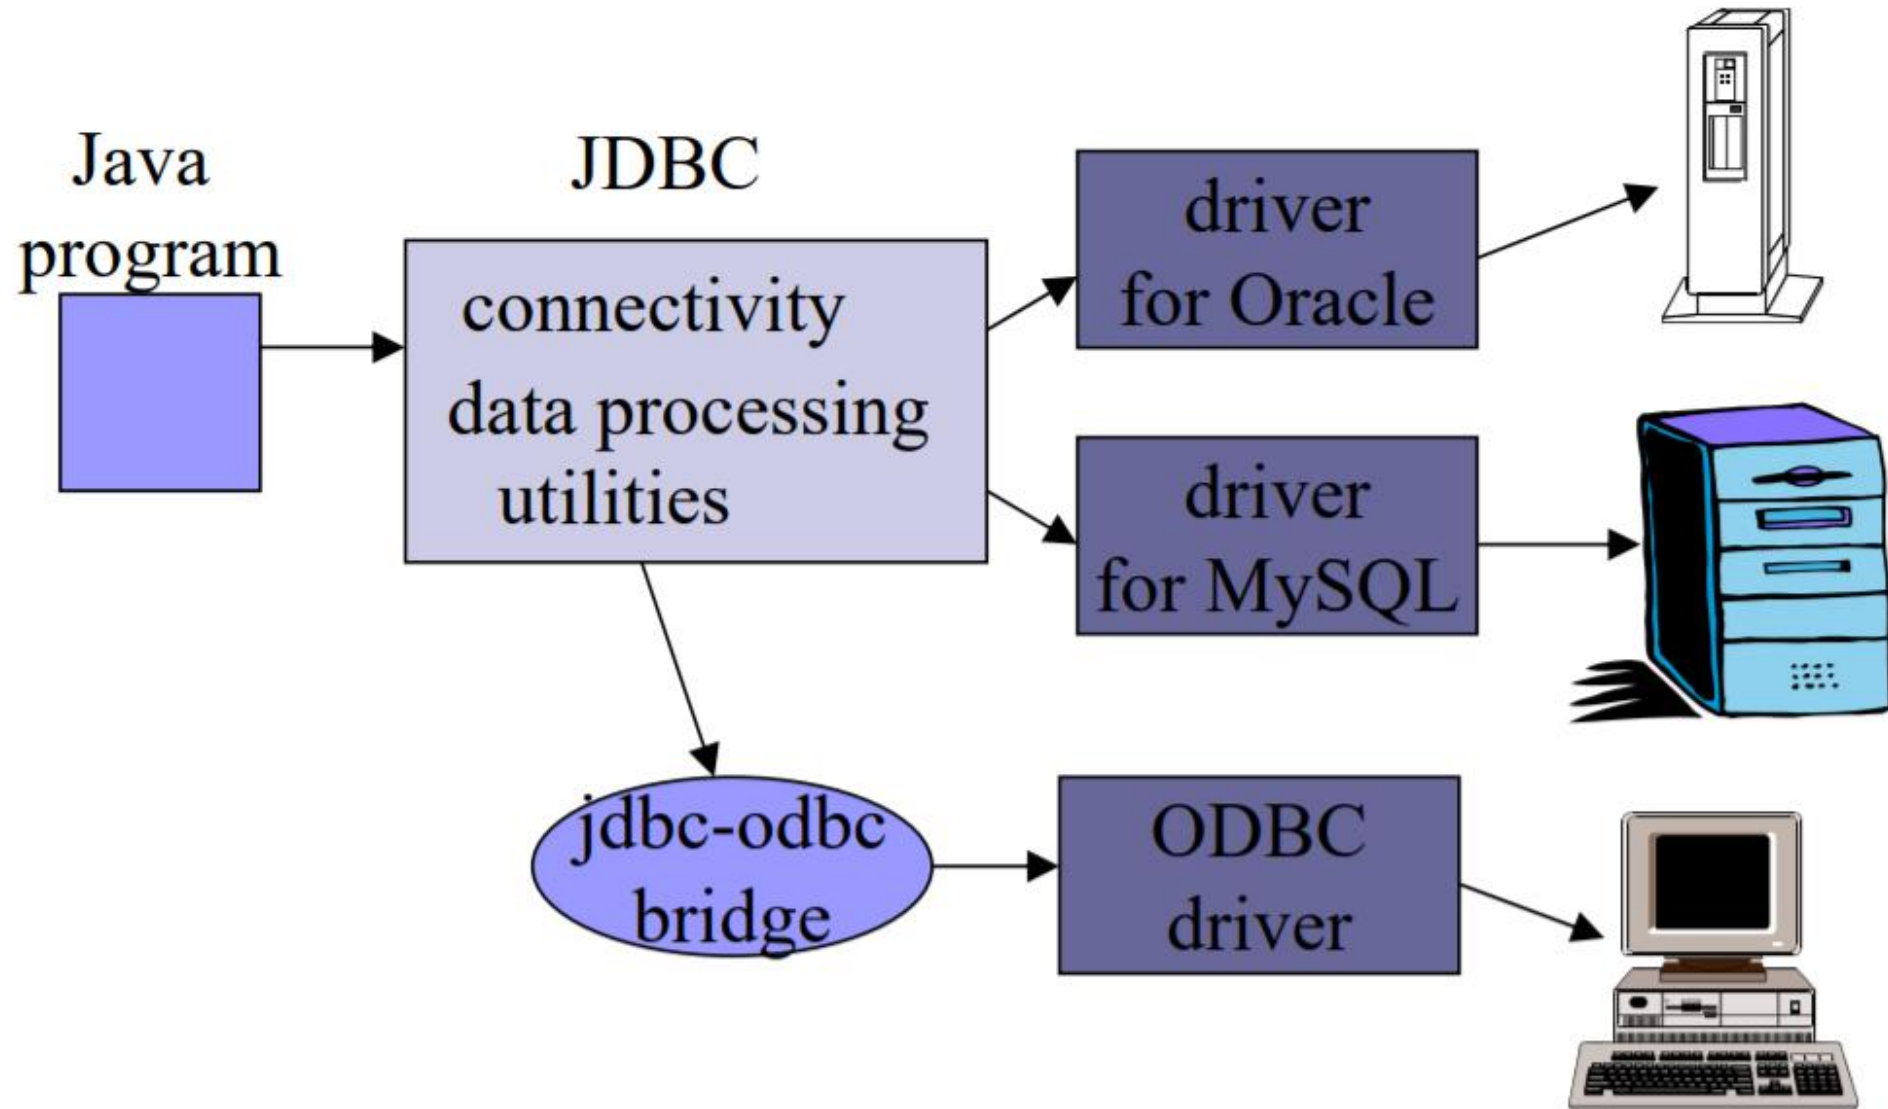 Java
program
JDBC
connectivity
data processing
utilities
driver
for Oracle
driver
for MySQL
jdbc-odbc
bridge
ODBC
driver